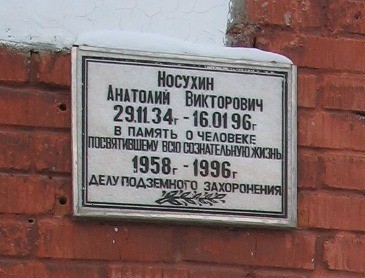 Носухин
Анатолий Викторович
29.11.34г - 16.01.96г
в память о человеке
посвятившему всю сознательную жизнь
1958г - 1996г
делу подземного захоронения